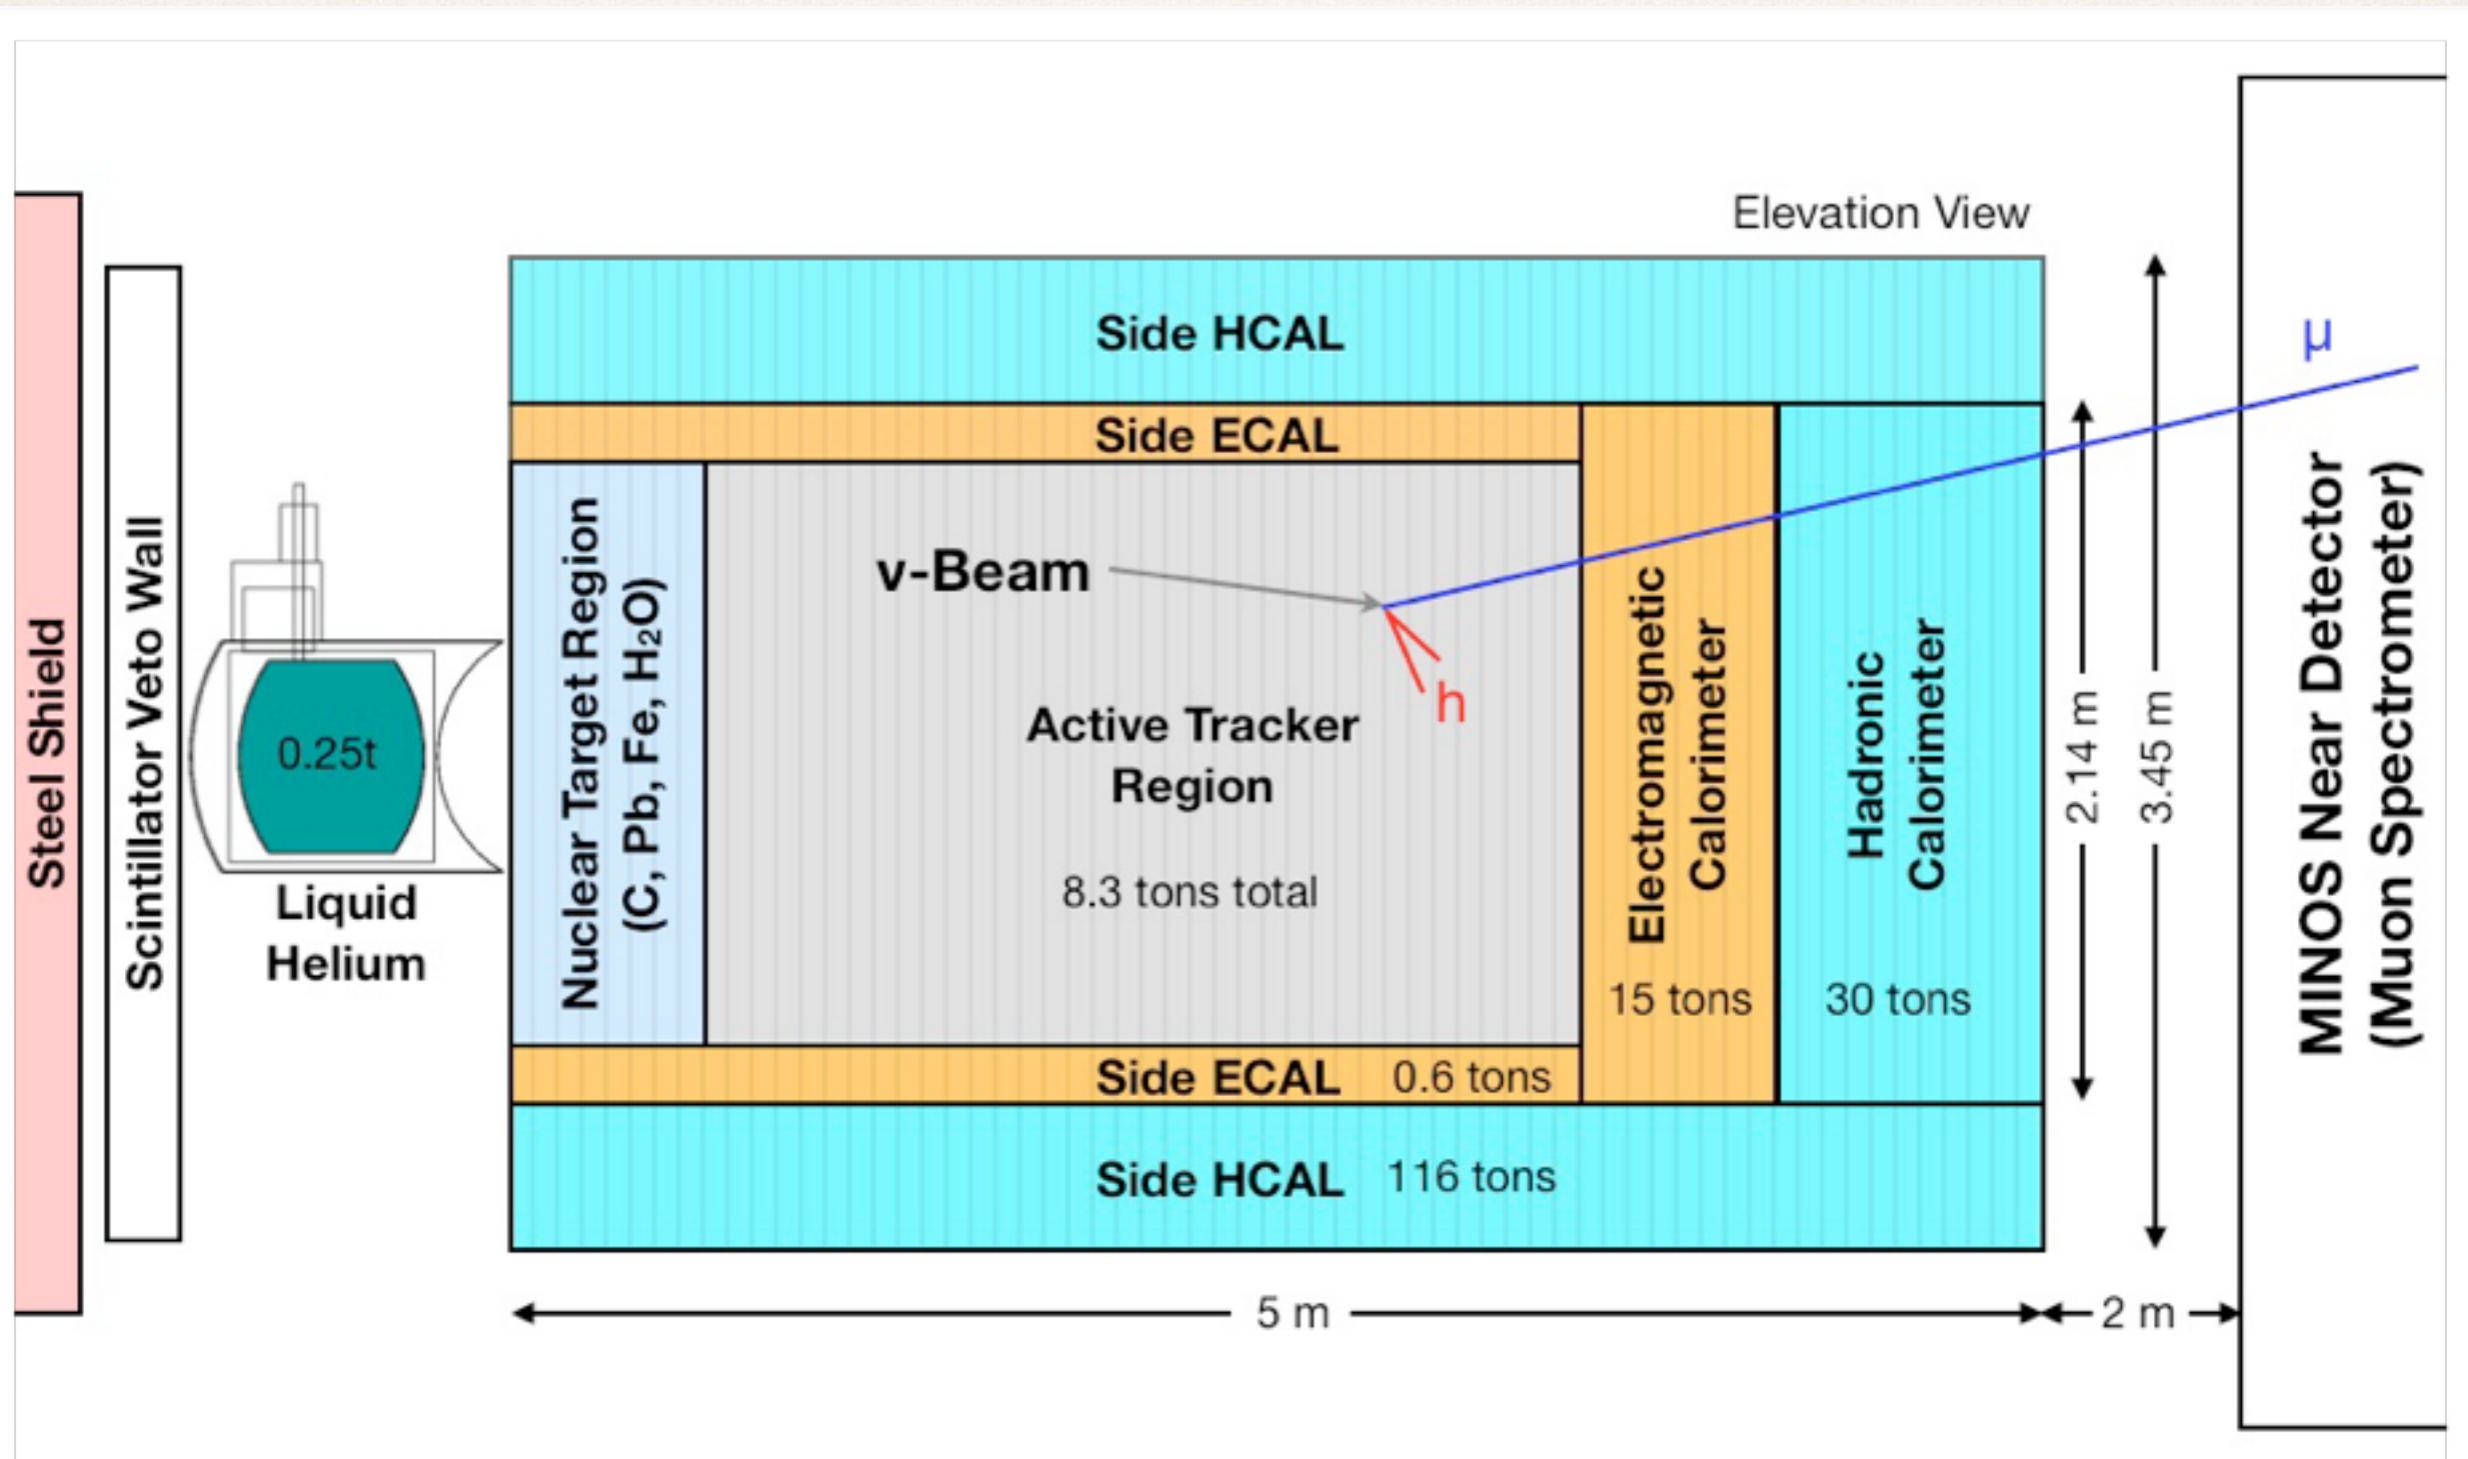 Elevation View
Steel Shield
Scintillator Veto Wall
0.25t
Liquid
Helium
Side HCAL
Side ECAL
Nuclear Target Region
(C, Pb, Fe, H₂O)
ν-Beam
h
μ
Active Tracker
Region
8.3 tons total
Electromagnetic
Calorimeter
15 tons
Hadronic
Calorimeter
30 tons
Side ECAL 0.6 tons
Side HCAL 116 tons
2.14 m
3.45 m
5 m
2 m
MINOS Near Detector
(Muon Spectrometer)